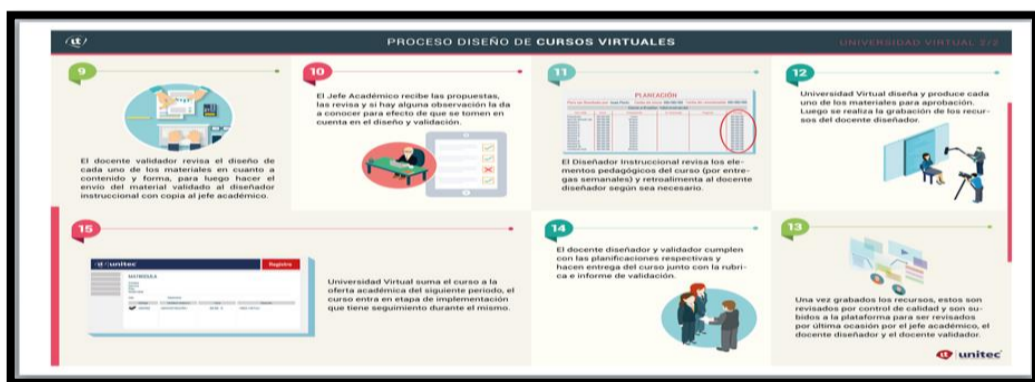 PROCESO DISEÑO DE CURSOS VIRTUALES
UNIVERSIDAD VIRTUAL 2/2
9
El docente validador revisa el diseño de
cada uno de los materiales en cuanto a
contenido y forma, para luego hacer el
envío del material validado al diseñador
instruccional con copia al jefe académico.
10
El Jefe Académico recibe las propuestas,
las revisa y si hay alguna observación la da
a conocer para efecto de que se tomen en
cuenta en el diseño y validación.
11
PLANEACIÓN
El Diseñador Instruccional revisa los ele-
mentos pedagógicos del curso (por entre-
gas semanales) y retroalimenta al docente
diseñador según sea necesario.
12
Universidad Virtual diseña y produce cada
uno de los materiales para aprobación.
Luego se realiza la grabación de los recur-
sos del docente diseñador.
15
unitec
Registro
MATRÍCULA
Universidad Virtual suma el curso a la
oferta académica del siguiente periodo, el
curso entra en etapa de implementación
que tiene seguimiento durante el mismo.
14
El docente diseñador y validador cumplen
con las planificaciones respectivas y
hacen entrega del curso junto con la rubri-
ca e informe de validación.
13
Una vez grabados los recursos, estos son
revisados por control de calidad y son su-
bidos a la plataforma para ser revisados
por última ocasión por el jefe académico, el
docente diseñador y el docente validador.
unitec